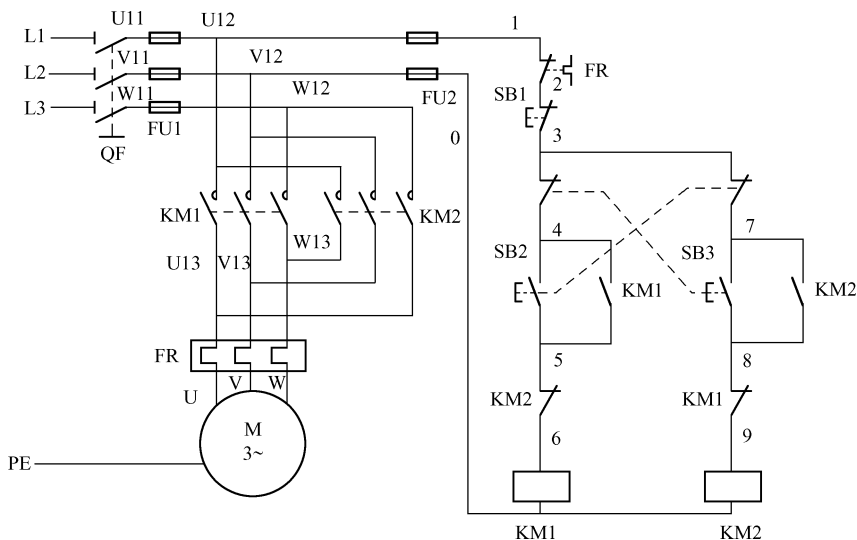 L1
U11
U12
1
L2
V11
V12
L3
W11
W12
FU1
FU2
QF
0
FR
2
SB1
3
KM1
KM2
W13
U13
V13
4
7
SB2
SB3
KM1
KM2
5
8
FR
U
V
W
KM2
KM1
6
9
M
3~
PE
KM1
KM2